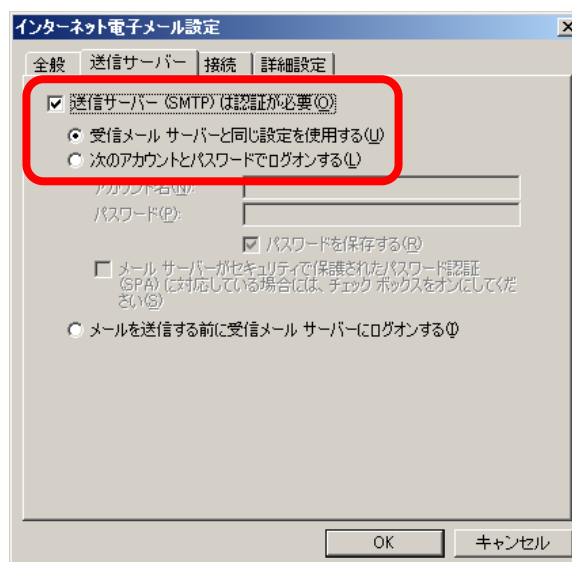 インターネット電子メール設定
全般 送信サーバー 接続 詳細設定
送信サーバー (SMTP) は認証が必要(O)
受信メール サーバーと同じ設定を使用する(U)
次のアカウントとパスワードでログオンする(L)
アカウント名(N):
パスワード(P):
パスワードを保存する(R)
メール サーバーがセキュリティで保護されたパスワード認証
(SPA) に対応している場合には、チェック ボックスをオンにしてくだ
さい(S)
メールを送信する前に受信メール サーバーにログオンする(I)
OK キャンセル